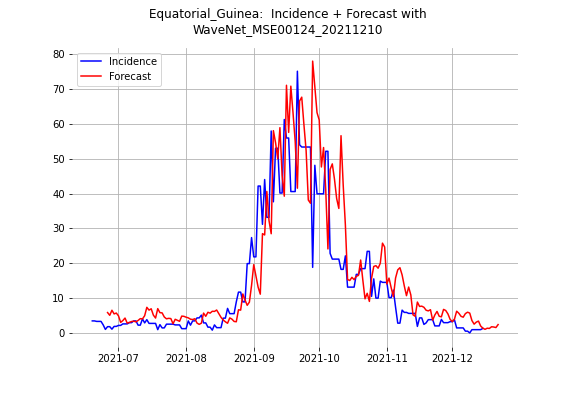 Equatorial_Guinea:  Incidence + Forecast with
WaveNet_MSE00124_20211210
Incidence
Forecast
80
70
60
50
40
30
20
10
0
2021-07 2021-08 2021-09 2021-10 2021-11 2021-12